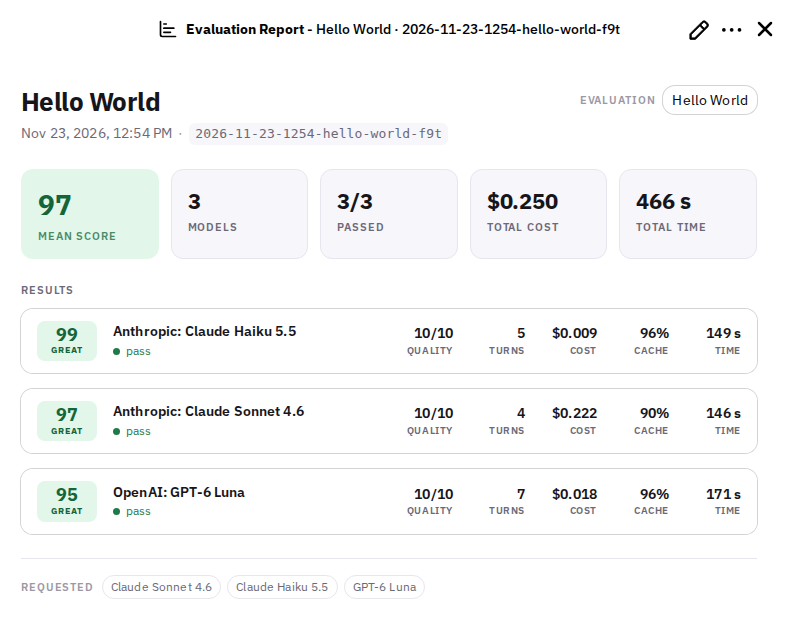 Evaluation Report - Hello World · 2026-11-23-1254-hello-world-f9t
Hello World
EVALUATION Hello World
Nov 23, 2026, 12:54 PM · 2026-11-23-1254-hello-world-f9t
97
MEAN SCORE
3
MODELS
3/3
PASSED
$0.250
TOTAL COST
466 s
TOTAL TIME
RESULTS
99
GREAT
Anthropic: Claude Haiku 5.5
pass
10/10
QUALITY
5
TURNS
$0.009
COST
96%
CACHE
149 s
TIME
97
GREAT
Anthropic: Claude Sonnet 4.6
pass
10/10
QUALITY
4
TURNS
$0.222
COST
90%
CACHE
146 s
TIME
95
GREAT
OpenAI: GPT-6 Luna
pass
10/10
QUALITY
7
TURNS
$0.018
COST
96%
CACHE
171 s
TIME
REQUESTED Claude Sonnet 4.6 Claude Haiku 5.5 GPT-6 Luna